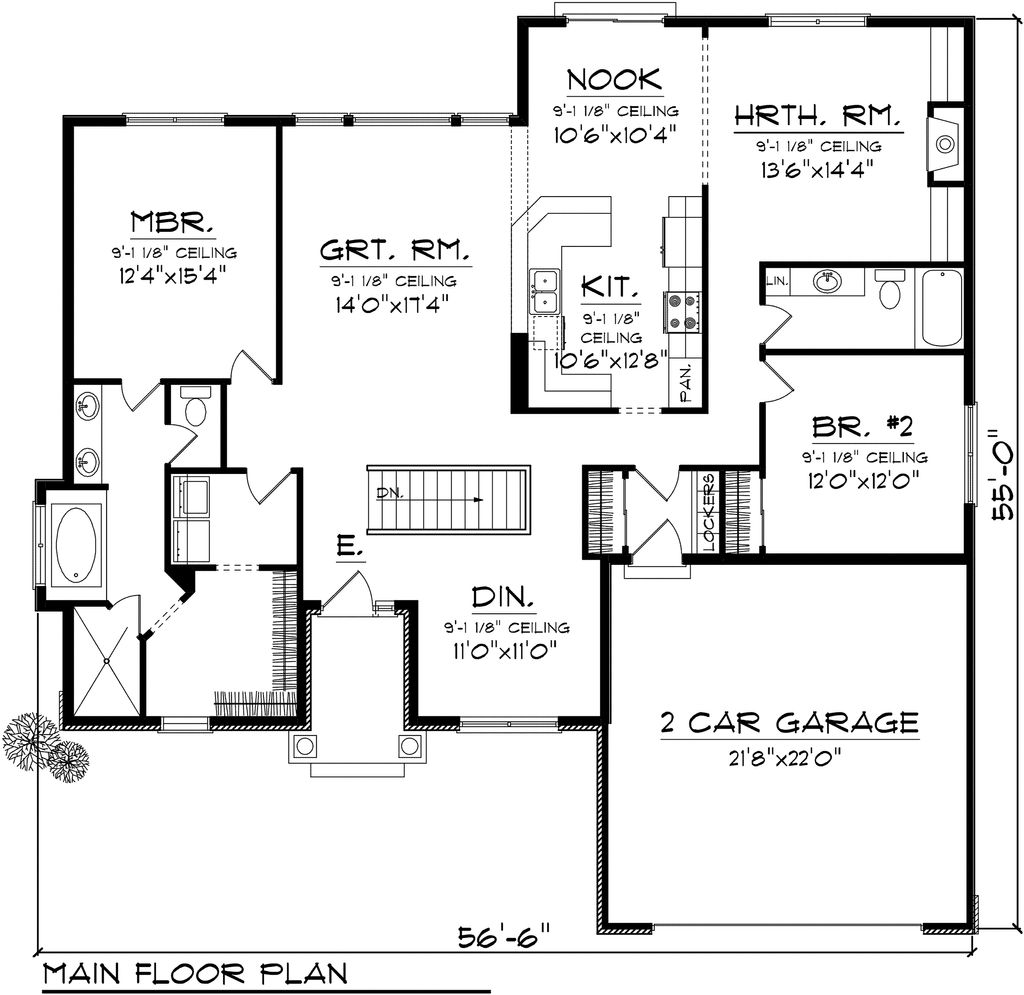 NOOK
9'-1 1/8" CEILING
10'6"x10'4"
HRTH. RM.
9'-1 1/8" CEILING
13'6"x14'4"
MBR.
9'-1 1/8" CEILING
12'4"x15'4"
GRT. RM.
9'-1 1/8" CEILING
14'0"x17'4"
KIT.
9'-1 1/8"
CEILING
10'6"x12'8"
PAN.
LIN.
BR. #2
9'-1 1/8" CEILING
12'0"x12'0"
55'-0"
DN.
LOCKERS
E.
DIN.
9'-1 1/8" CEILING
11'0"x11'0"
2 CAR GARAGE
21'8"x22'0"
56'-6"
MAIN FLOOR PLAN